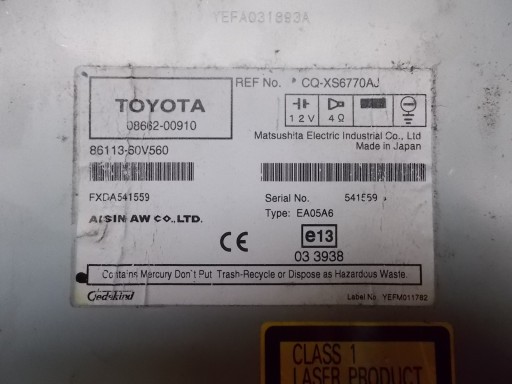 YEFA031893A
REF No. * CQ-XS6770AJ
TOYOTA
08662-00910
12V 4Ω
Matsushita Electric Industrial Co., Ltd
Made in Japan
86113-60V560
FXDA541559
Serial No. 541559
Type: EA05A6
AISIN AW CO.,LTD.
CE
e13
03 3938
Contains Mercury Don't Put Trash-Recycle or Dispose as Hazardous Waste.
Label No. YEFM011782
CLASS 1
LASER PRODUCT